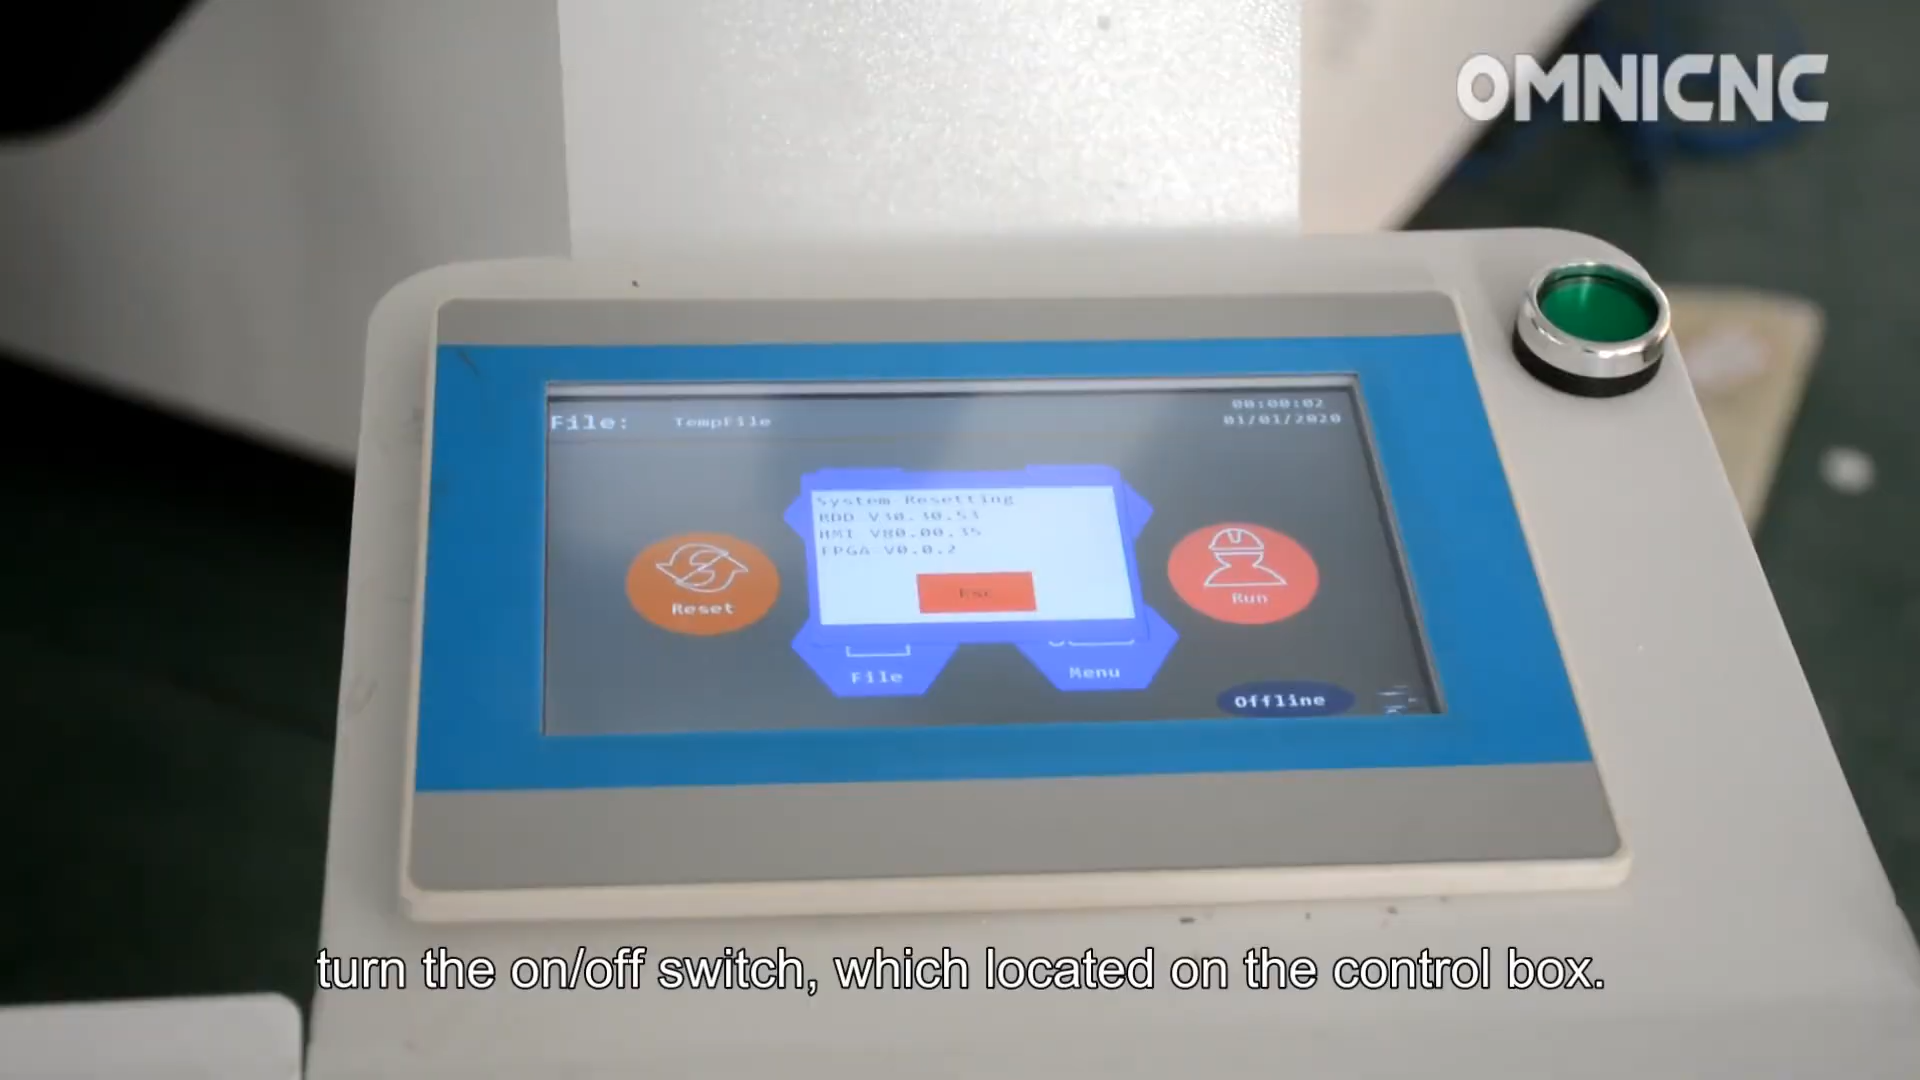 OMNICNC
File: TempFile
00:00:02
01/01/2020
System Resetting
RDD V30.30.53
HMI V80.00.35
FPGA V0.0.2
Esc
Reset
Run
File
Menu
Offline
turn the on/off switch, which located on the control box.